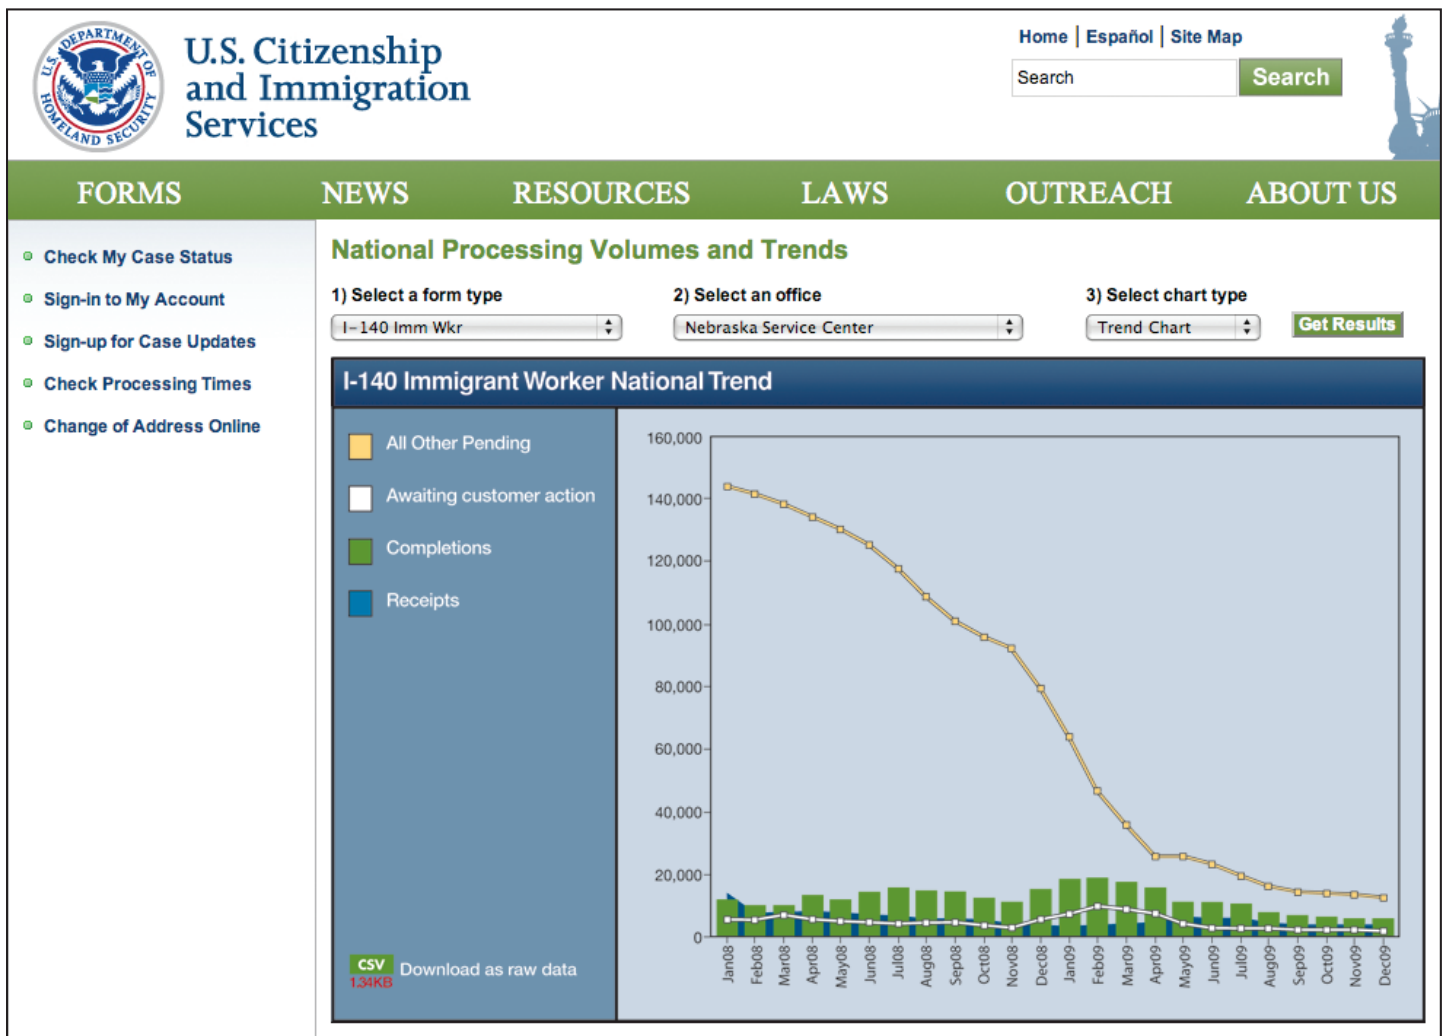 U.S. DEPARTMENT OF HOMELAND SECURITY
U.S. Citizenship
and Immigration
Services
Home | Español | Site Map
Search
Search
FORMS NEWS RESOURCES LAWS OUTREACH ABOUT US
Check My Case Status
Sign-in to My Account
Sign-up for Case Updates
Check Processing Times
Change of Address Online
National Processing Volumes and Trends
1) Select a form type 2) Select an office 3) Select chart type
I-140 Imm Wkr Nebraska Service Center Trend Chart Get Results
I-140 Immigrant Worker National Trend
All Other Pending
Awaiting customer action
Completions
Receipts
CSV Download as raw data
1.34KB
160,000
140,000
120,000
100,000
80,000
60,000
40,000
20,000
0
Jan08 Feb08 Mar08 Apr08 May08 Jun08 Jul08 Aug08 Sep08 Oct08 Nov08 Dec08 Jan09 Feb09 Mar09 Apr09 May09 Jun09 Jul09 Aug09 Sep09 Oct09 Nov09 Dec09